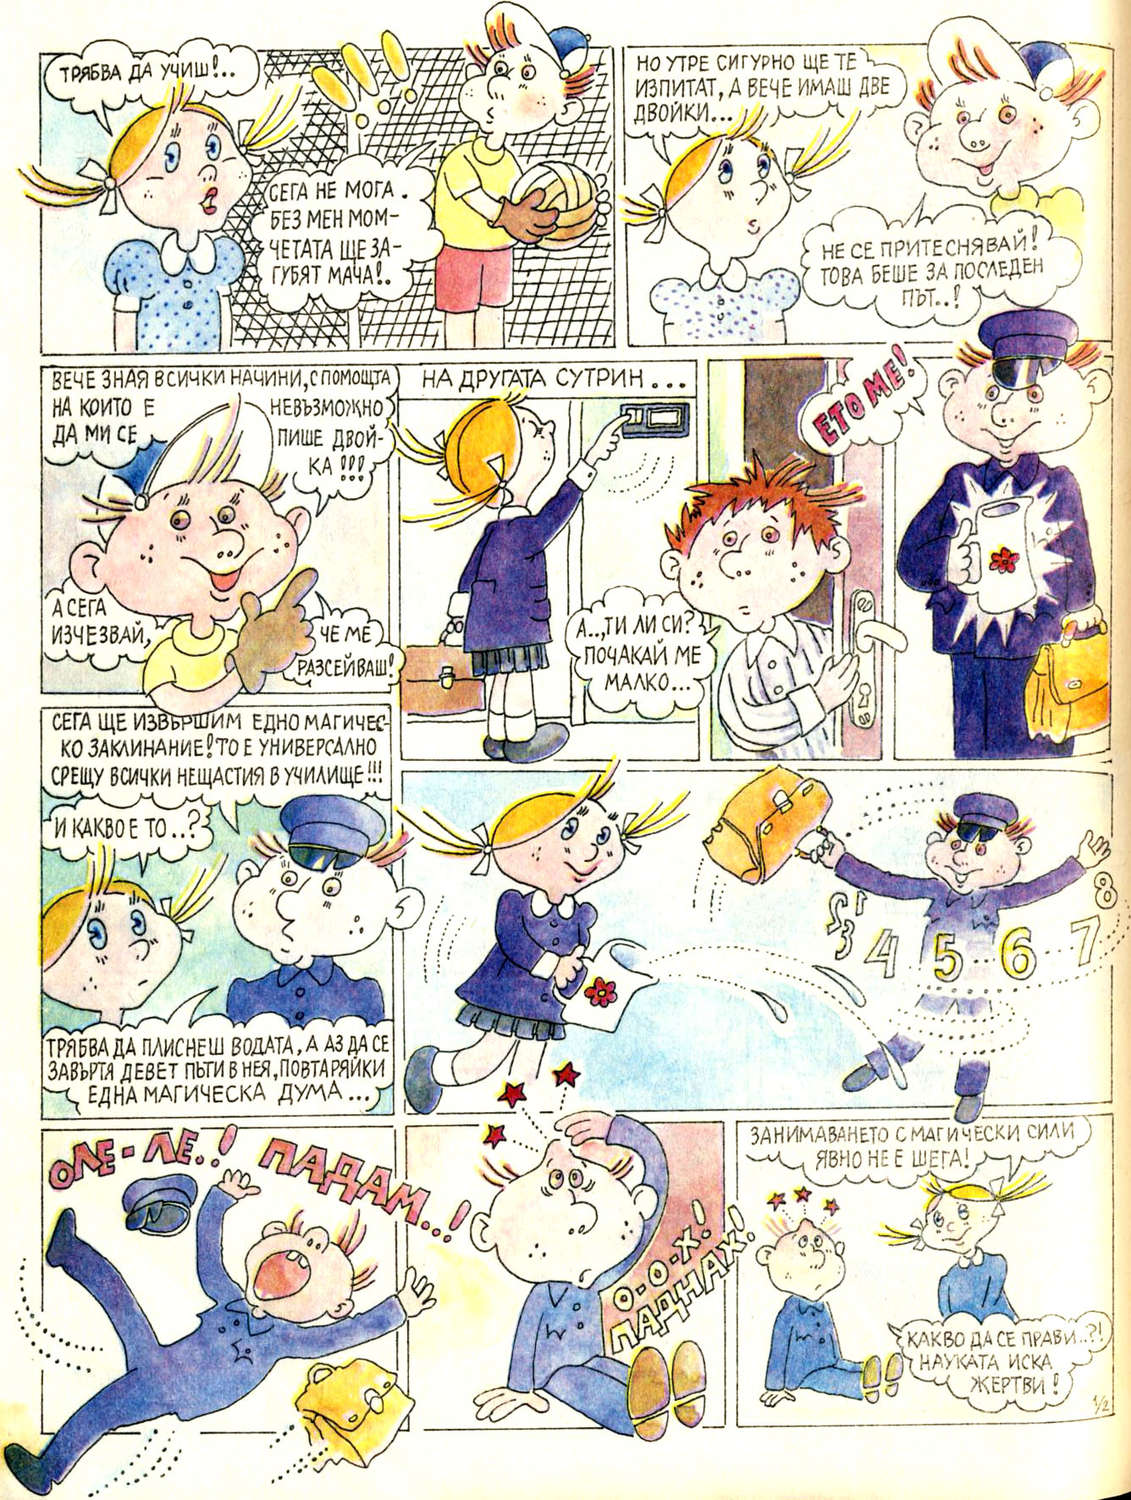 ТРЯБВА ДА УЧИШ!..
СЕГА НЕ МОГА.
БЕЗ МЕН МОМ-
ЧЕТАТА ЩЕ ЗА-
ГУБЯТ МАЧА!..
НО УТРЕ СИГУРНО ЩЕ ТЕ
ИЗПИТАТ, А ВЕЧЕ ИМАШ ДВЕ
ДВОЙКИ...
НЕ СЕ ПРИТЕСНЯВАЙ!
ТОВА БЕШЕ ЗА ПОСЛЕДЕН
ПЪТ..!
ВЕЧЕ ЗНАЯ ВСИЧКИ НАЧИНИ, С ПОМОЩТА
НА КОИТО Е НЕВЪЗМОЖНО
ДА МИ СЕ ПИШЕ ДВОЙ-
КА!!!
А СЕГА
ИЗЧЕЗВАЙ,
ЧЕ МЕ
РАЗСЕЙВАШ!
НА ДРУГАТА СУТРИН...
А.., ТИ ЛИ СИ?
ПОЧАКАЙ МЕ
МАЛКО...
ЕТО МЕ!
СЕГА ЩЕ ИЗВЪРШИМ ЕДНО МАГИЧЕС-
КО ЗАКЛИНАНИЕ! ТО Е УНИВЕРСАЛНО
СРЕЩУ ВСИЧКИ НЕЩАСТИЯ В УЧИЛИЩЕ!!!
И КАКВО Е ТО..?
ТРЯБВА ДА ПЛИСНЕШ ВОДАТА, А АЗ ДА СЕ
ЗАВЪРТЯ ДЕВЕТ ПЪТИ В НЕЯ, ПОВТАРЯЙКИ
ЕДНА МАГИЧЕСКА ДУМА...
1 2 3 4 5 6 7 8
ОЛЕ-ЛЕ.! ПАДАМ..!
О-О-Х!
ПАДНАХ!
ЗАНИМАВАНЕТО С МАГИЧЕСКИ СИЛИ
ЯВНО НЕ Е ШЕГА!
КАКВО ДА СЕ ПРАВИ..?!
НАУКАТА ИСКА
ЖЕРТВИ!
1/2